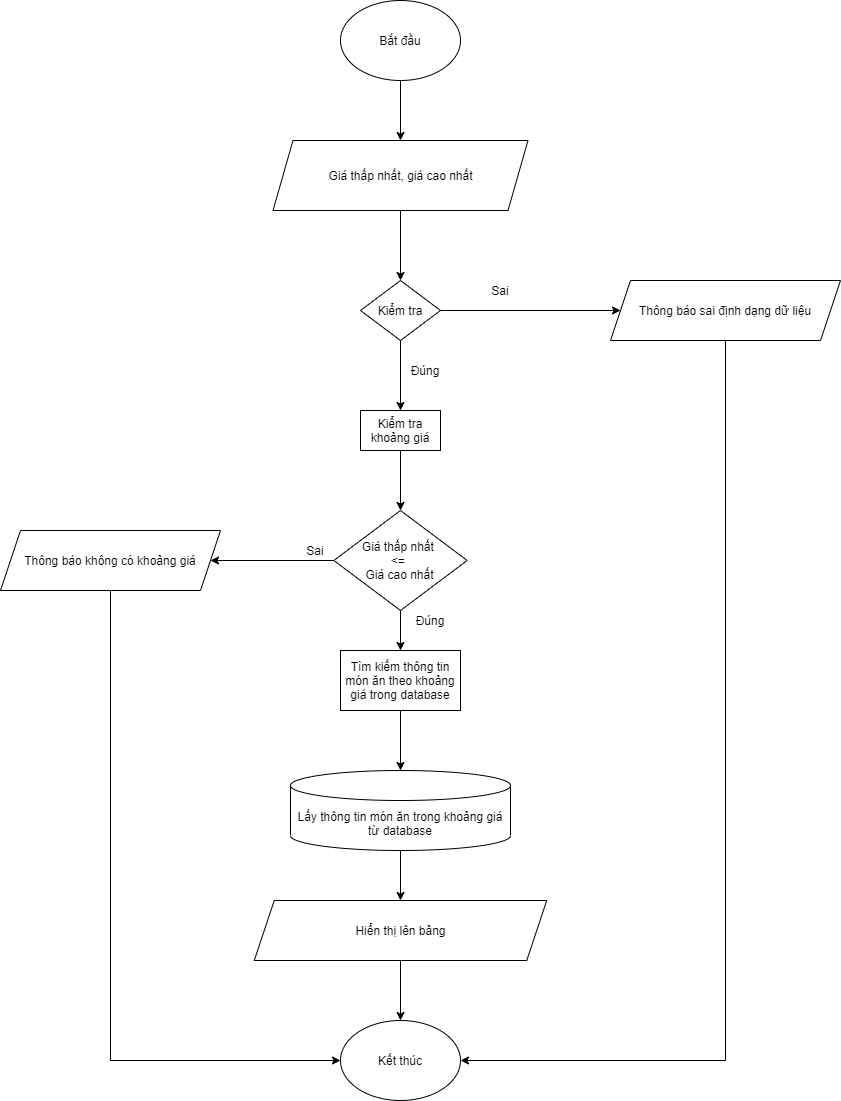 Bắt đầu
Giá thấp nhất, giá cao nhất
Kiểm tra
Sai
Thông báo sai định dạng dữ liệu
Đúng
Kiểm tra
khoảng giá
Giá thấp nhất
<=
Giá cao nhất
Sai
Thông báo không có khoảng giá
Đúng
Tìm kiếm thông tin
món ăn theo khoảng
giá trong database
Lấy thông tin món ăn trong khoảng giá
từ database
Hiển thị lên bảng
Kết thúc